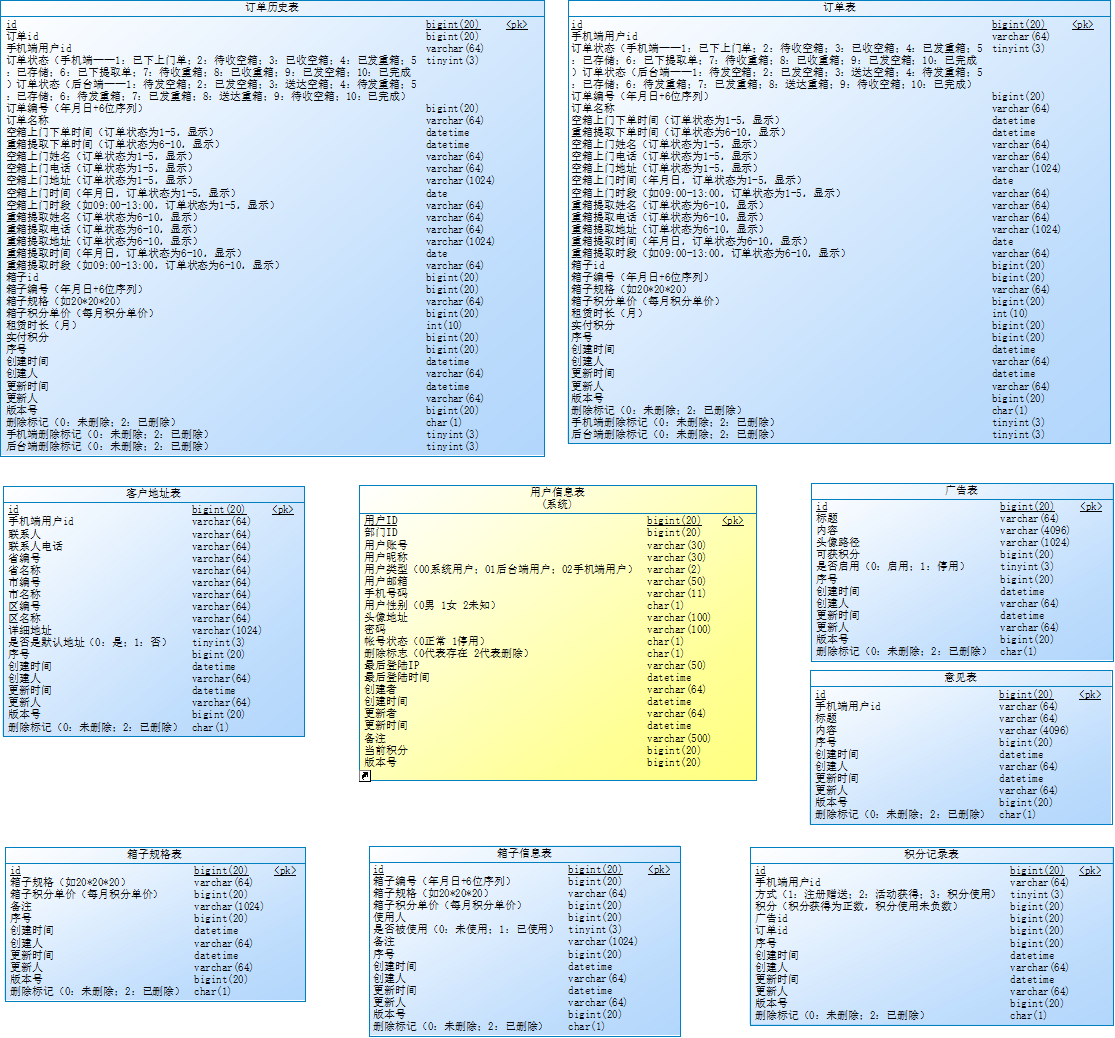 订单历史表
id bigint(20) <pk>
订单id bigint(20)
手机端用户id varchar(64)
订单状态（手机端——1：已下上门单；2：待收空箱；3：已收空箱；4：已发重箱；5 tinyint(3)
：已存储；6：已下提取单；7：待收重箱；8：已收重箱；9：已发空箱；10：已完成
）订单状态（后台端——1：待发空箱；2：已发空箱；3：送达空箱；4：待发重箱；5
：已存储；6：待发重箱；7：已发重箱；8：送达重箱；9：待收空箱；10：已完成）
订单编号（年月日+6位序列） bigint(20)
订单名称 varchar(64)
空箱上门下单时间（订单状态为1-5，显示） datetime
重箱提取下单时间（订单状态为6-10，显示） datetime
空箱上门姓名（订单状态为1-5，显示） varchar(64)
空箱上门电话（订单状态为1-5，显示） varchar(64)
空箱上门地址（订单状态为1-5，显示） varchar(1024)
空箱上门时间（年月日，订单状态为1-5，显示） date
空箱上门时段（如09:00-13:00，订单状态为1-5，显示） varchar(64)
重箱提取姓名（订单状态为6-10，显示） varchar(64)
重箱提取电话（订单状态为6-10，显示） varchar(64)
重箱提取地址（订单状态为6-10，显示） varchar(1024)
重箱提取时间（年月日，订单状态为6-10，显示） date
重箱提取时段（如09:00-13:00，订单状态为6-10，显示） varchar(64)
箱子id bigint(20)
箱子编号（年月日+6位序列） bigint(20)
箱子规格（如20*20*20） varchar(64)
箱子积分单价（每月积分单价） bigint(20)
租赁时长（月） int(10)
实付积分 bigint(20)
序号 bigint(20)
创建时间 datetime
创建人 varchar(64)
更新时间 datetime
更新人 varchar(64)
版本号 bigint(20)
删除标记（0：未删除；2：已删除） char(1)
手机端删除标记（0：未删除；2：已删除） tinyint(3)
后台端删除标记（0：未删除；2：已删除） tinyint(3)
订单表
id bigint(20) <pk>
手机端用户id varchar(64)
订单状态（手机端——1：已下上门单；2：待收空箱；3：已收空箱；4：已发重箱；5 tinyint(3)
：已存储；6：已下提取单；7：待收重箱；8：已收重箱；9：已发空箱；10：已完成
）订单状态（后台端——1：待发空箱；2：已发空箱；3：送达空箱；4：待发重箱；5
：已存储；6：待发重箱；7：已发重箱；8：送达重箱；9：待收空箱；10：已完成）
订单编号（年月日+6位序列） bigint(20)
订单名称 varchar(64)
空箱上门下单时间（订单状态为1-5，显示） datetime
重箱提取下单时间（订单状态为6-10，显示） datetime
空箱上门姓名（订单状态为1-5，显示） varchar(64)
空箱上门电话（订单状态为1-5，显示） varchar(64)
空箱上门地址（订单状态为1-5，显示） varchar(1024)
空箱上门时间（年月日，订单状态为1-5，显示） date
空箱上门时段（如09:00-13:00，订单状态为1-5，显示） varchar(64)
重箱提取姓名（订单状态为6-10，显示） varchar(64)
重箱提取电话（订单状态为6-10，显示） varchar(64)
重箱提取地址（订单状态为6-10，显示） varchar(1024)
重箱提取时间（年月日，订单状态为6-10，显示） date
重箱提取时段（如09:00-13:00，订单状态为6-10，显示） varchar(64)
箱子id bigint(20)
箱子编号（年月日+6位序列） bigint(20)
箱子规格（如20*20*20） varchar(64)
箱子积分单价（每月积分单价） bigint(20)
租赁时长（月） int(10)
实付积分 bigint(20)
序号 bigint(20)
创建时间 datetime
创建人 varchar(64)
更新时间 datetime
更新人 varchar(64)
版本号 bigint(20)
删除标记（0：未删除；2：已删除） char(1)
手机端删除标记（0：未删除；2：已删除） tinyint(3)
后台端删除标记（0：未删除；2：已删除） tinyint(3)
客户地址表
id bigint(20) <pk>
手机端用户id varchar(64)
联系人 varchar(64)
联系人电话 varchar(64)
省编号 varchar(64)
省名称 varchar(64)
市编号 varchar(64)
市名称 varchar(64)
区编号 varchar(64)
区名称 varchar(64)
详细地址 varchar(1024)
是否是默认地址（0：是；1：否） tinyint(3)
序号 bigint(20)
创建时间 datetime
创建人 varchar(64)
更新时间 datetime
更新人 varchar(64)
版本号 bigint(20)
删除标记（0：未删除；2：已删除） char(1)
用户信息表
(系统)
用户ID bigint(20) <pk>
部门ID bigint(20)
用户账号 varchar(30)
用户昵称 varchar(30)
用户类型（00系统用户；01后台端用户；02手机端用户） varchar(2)
用户邮箱 varchar(50)
手机号码 varchar(11)
用户性别（0男 1女 2未知） char(1)
头像地址 varchar(100)
密码 varchar(100)
帐号状态（0正常 1停用） char(1)
删除标志（0代表存在 2代表删除） char(1)
最后登陆IP varchar(50)
最后登陆时间 datetime
创建者 varchar(64)
创建时间 datetime
更新者 varchar(64)
更新时间 datetime
备注 varchar(500)
当前积分 bigint(20)
版本号 bigint(20)
广告表
id bigint(20) <pk>
标题 varchar(64)
内容 varchar(4096)
头像路径 varchar(1024)
可获积分 bigint(20)
是否启用（0：启用；1：停用） tinyint(3)
序号 bigint(20)
创建时间 datetime
创建人 varchar(64)
更新时间 datetime
更新人 varchar(64)
版本号 bigint(20)
删除标记（0：未删除；2：已删除） char(1)
意见表
id bigint(20) <pk>
手机端用户id varchar(64)
标题 varchar(64)
内容 varchar(4096)
序号 bigint(20)
创建时间 datetime
创建人 varchar(64)
更新时间 datetime
更新人 varchar(64)
版本号 bigint(20)
删除标记（0：未删除；2：已删除） char(1)
箱子规格表
id bigint(20) <pk>
箱子规格（如20*20*20） varchar(64)
箱子积分单价（每月积分单价） bigint(20)
备注 varchar(1024)
序号 bigint(20)
创建时间 datetime
创建人 varchar(64)
更新时间 datetime
更新人 varchar(64)
版本号 bigint(20)
删除标记（0：未删除；2：已删除） char(1)
箱子信息表
id bigint(20) <pk>
箱子编号（年月日+6位序列） bigint(20)
箱子规格（如20*20*20） varchar(64)
箱子积分单价（每月积分单价） bigint(20)
使用人 bigint(20)
是否被使用（0：未使用；1：已使用） tinyint(3)
备注 varchar(1024)
序号 bigint(20)
创建时间 datetime
创建人 varchar(64)
更新时间 datetime
更新人 varchar(64)
版本号 bigint(20)
删除标记（0：未删除；2：已删除） char(1)
积分记录表
id bigint(20) <pk>
手机端用户id varchar(64)
方式（1：注册赠送；2：活动获得；3：积分使用） tinyint(3)
积分（积分获得为正数，积分使用未负数） bigint(20)
广告id bigint(20)
订单id bigint(20)
序号 bigint(20)
创建时间 datetime
创建人 varchar(64)
更新时间 datetime
更新人 varchar(64)
版本号 bigint(20)
删除标记（0：未删除；2：已删除） char(1)